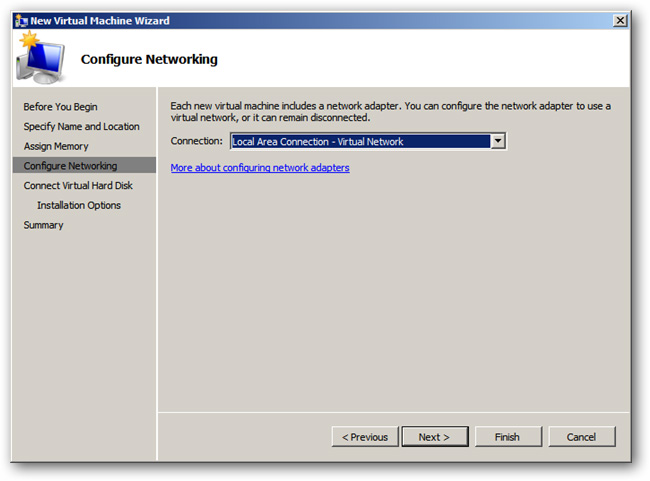 New Virtual Machine Wizard
Configure Networking
Before You Begin
Specify Name and Location
Assign Memory
Configure Networking
Connect Virtual Hard Disk
Installation Options
Summary
Each new virtual machine includes a network adapter. You can configure the network adapter to use a
virtual network, or it can remain disconnected.
Connection: Local Area Connection - Virtual Network
More about configuring network adapters
< Previous Next > Finish Cancel